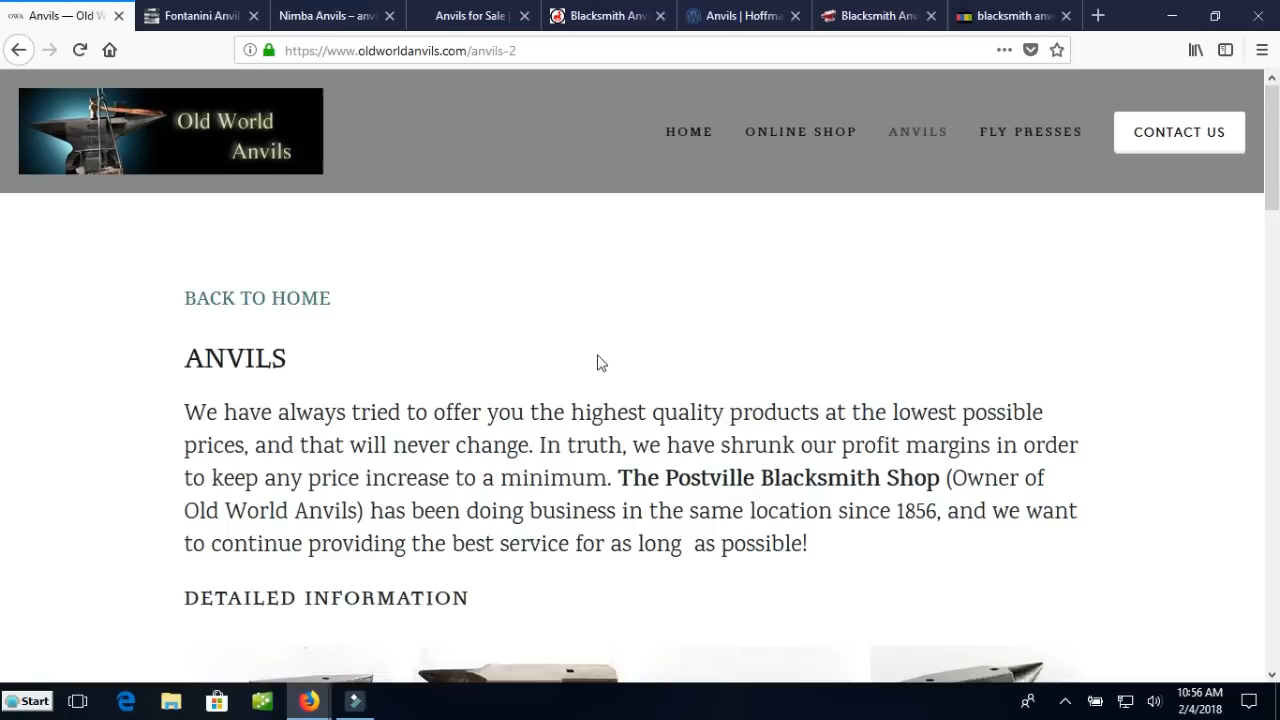 Anvils — Old W
Fontanini Anvil
Nimba Anvils – anv
Anvils for Sale |
Blacksmith Anv
Anvils | Hoffma
Blacksmith Anv
blacksmith anv
https://www.oldworldanvils.com/anvils-2
Old World
Anvils
HOME
ONLINE SHOP
ANVILS
FLY PRESSES
CONTACT US
BACK TO HOME
ANVILS
We have always tried to offer you the highest quality products at the lowest possible
prices, and that will never change. In truth, we have shrunk our profit margins in order
to keep any price increase to a minimum. The Postville Blacksmith Shop (Owner of
Old World Anvils) has been doing business in the same location since 1856, and we want
to continue providing the best service for as long as possible!
DETAILED INFORMATION
Start
10:56 AM
2/4/2018